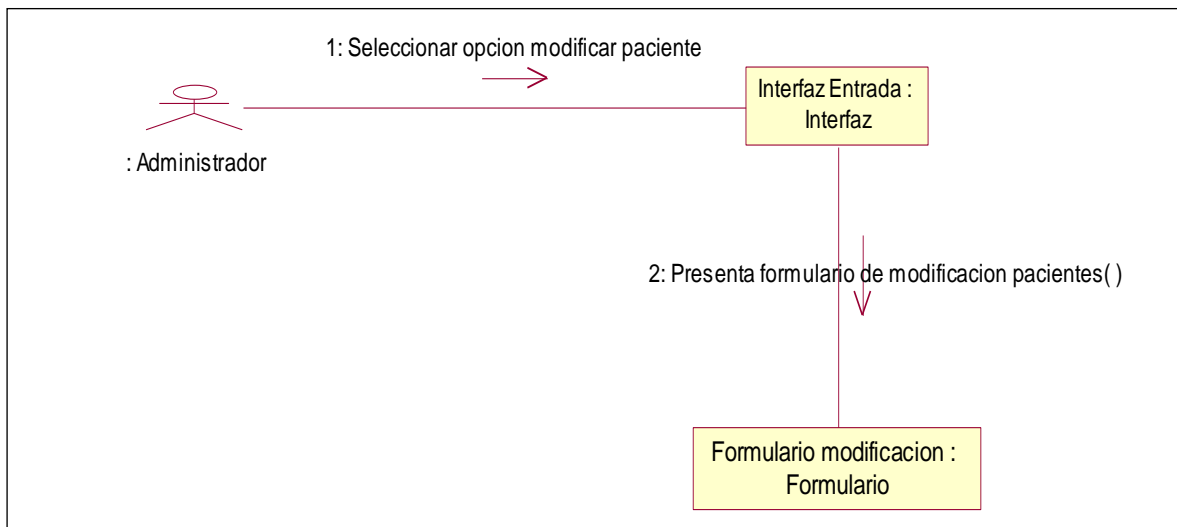 1: Seleccionar opcion modificar paciente
Interfaz Entrada :
Interfaz
: Administrador
2: Presenta formulario de modificacion pacientes( )
Formulario modificacion :
Formulario